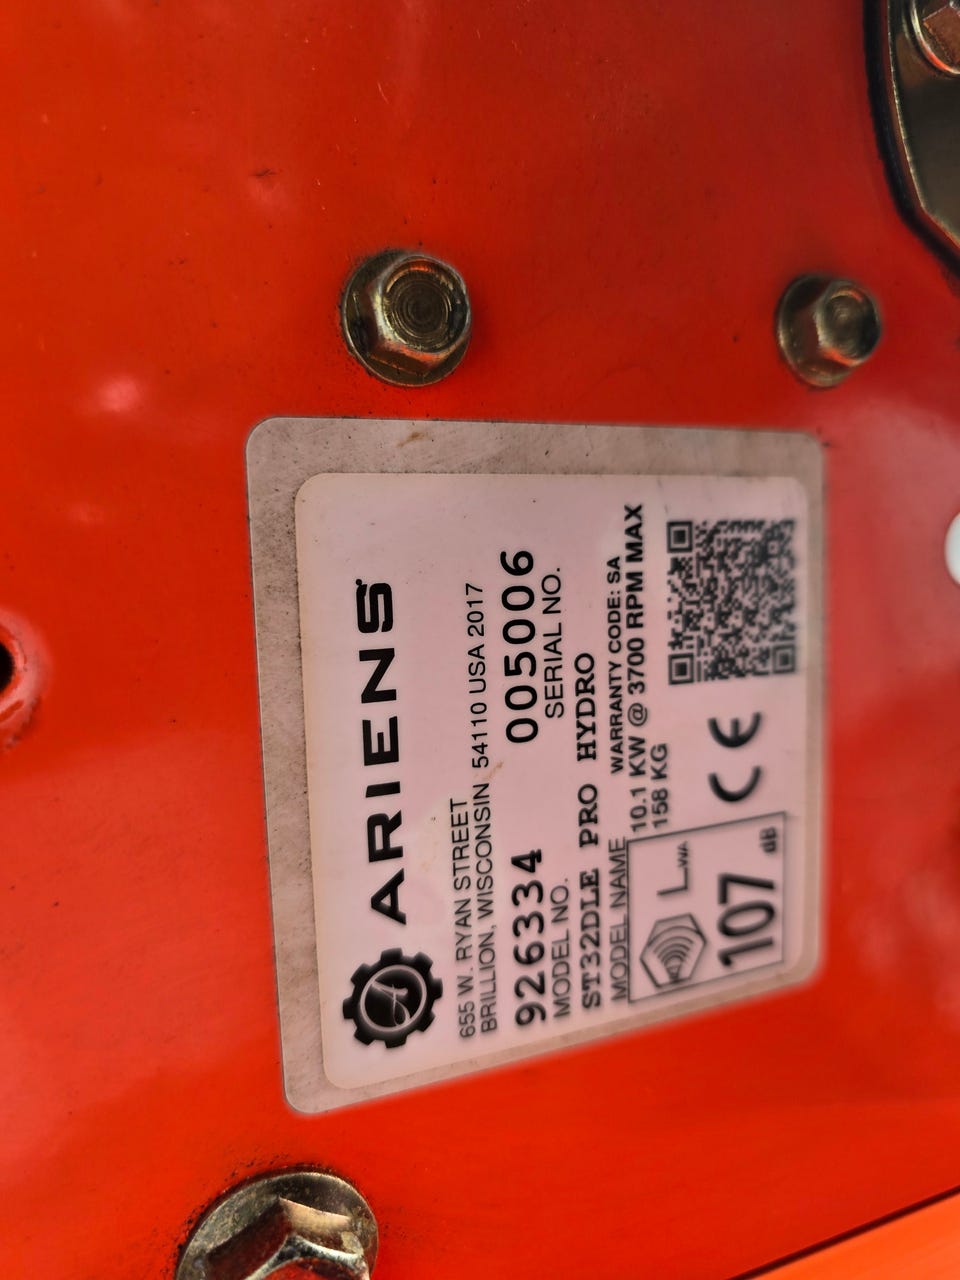 ARIENS
655 W. RYAN STREET
BRILLION, WISCONSIN 54110 USA 2017
926334 005006
MODEL NO. SERIAL NO.
ST32DLE PRO HYDRO
MODEL NAME WARRANTY CODE: SA
10.1 KW @ 3700 RPM MAX
158 KG
LWA
107 dB
CE